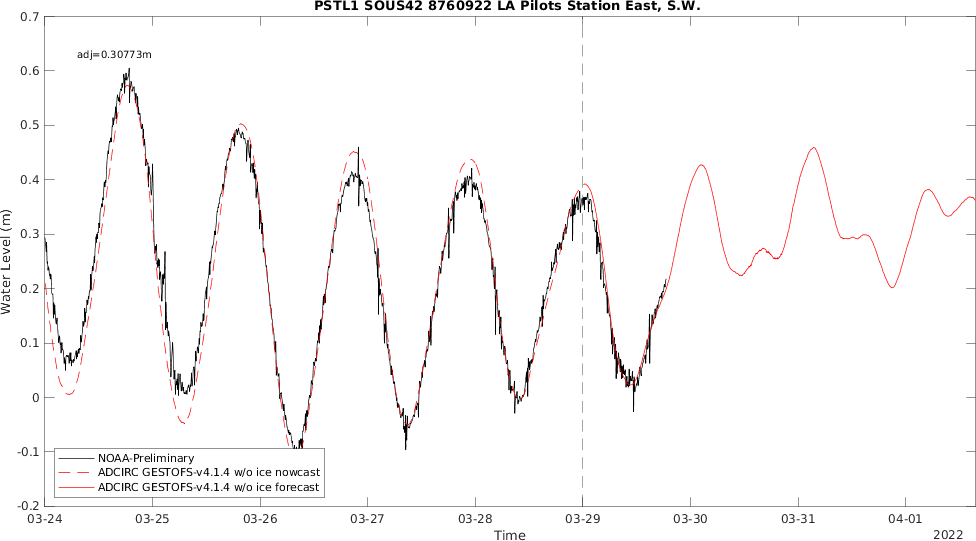 PSTL1 SOUS42 8760922 LA Pilots Station East, S.W.
0.7
0.6
0.5
0.4
0.3
0.2
0.1
0
-0.1
-0.2
Water Level (m)
adj=0.30773m
NOAA-Preliminary
ADCIRC GESTOFS-v4.1.4 w/o ice nowcast
ADCIRC GESTOFS-v4.1.4 w/o ice forecast
03-24 03-25 03-26 03-27 03-28 03-29 03-30 03-31 04-01
Time
2022